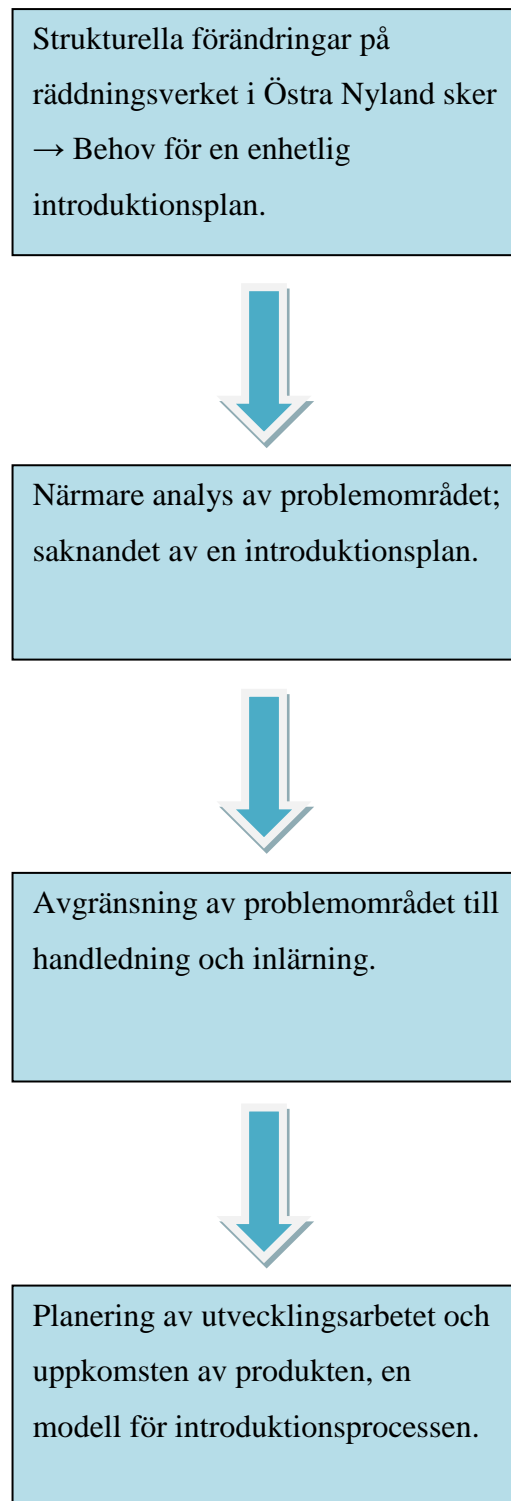 Strukturella förändringar på
räddningsverket i Östra Nyland sker
→ Behov för en enhetlig
introduktionsplan.
Närmare analys av problemområdet;
saknandet av en introduktionsplan.
Avgränsning av problemområdet till
handledning och inlärning.
Planering av utvecklingsarbetet och
uppkomsten av produkten, en
modell för introduktionsprocessen.